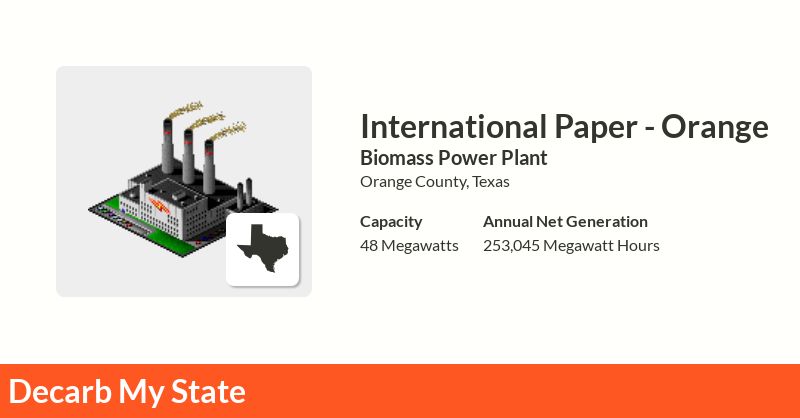 International Paper - Orange
Biomass Power Plant
Orange County, Texas
Capacity
48 Megawatts
Annual Net Generation
253,045 Megawatt Hours
Decarb My State